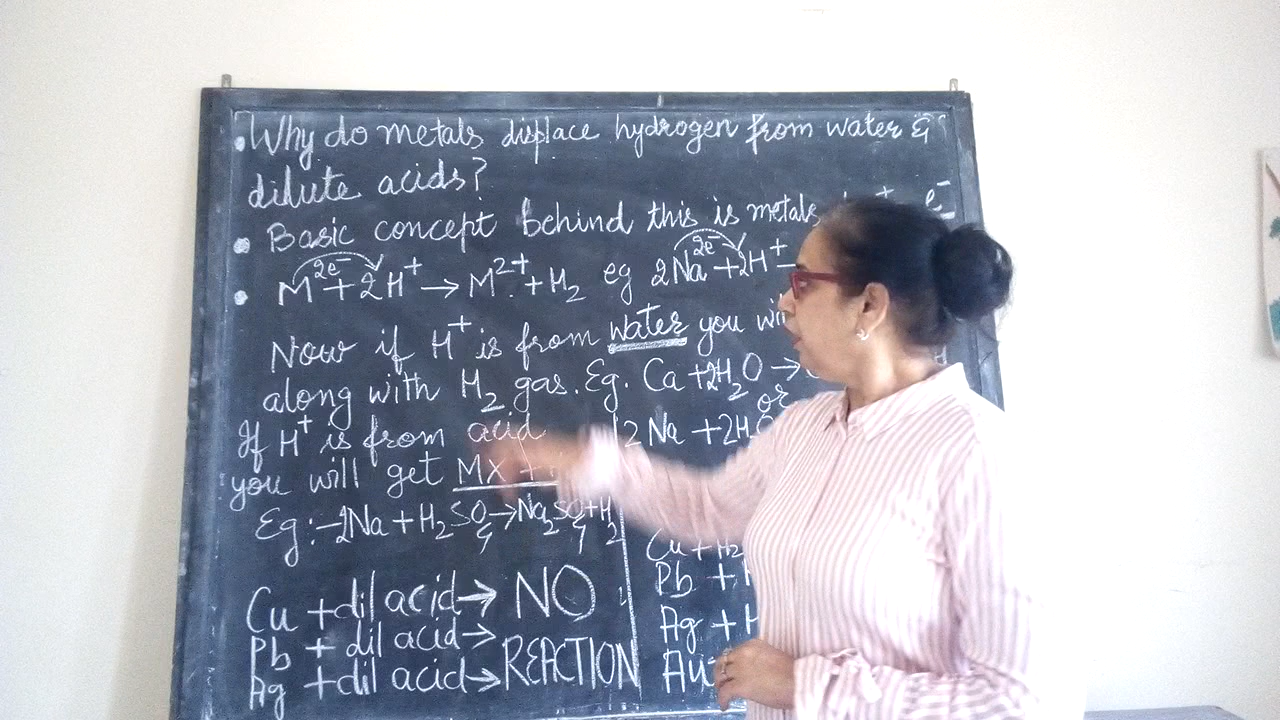 • Why do metals displace hydrogen from water &
dilute acids?
• Basic concept behind this is metals e⁻
• M + 2H⁺ → M²⁺ + H₂ eg 2Na + 2H⁺
2e⁻ 2e⁻
Now if H⁺ is from water you
along with H₂ gas. Eg. Ca + 2H₂O →
or
If H⁺ is from acid
2Na + 2H₂O
you will get MX +
Eg:- 2Na + H₂SO₄ → Na₂SO₄ + H₂
Cu + H₂
Pb +
Cu + dil acid → NO
Ag + H
Pb + dil acid →
Au
Ag + dil acid → REACTION